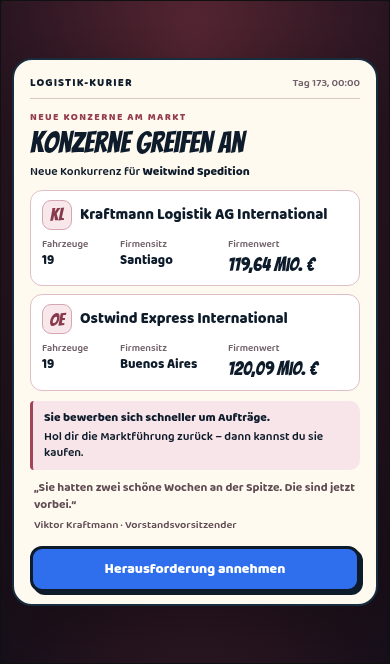 LOGISTIK-KURIER
Tag 173, 00:00
NEUE KONZERNE AM MARKT
KONZERNE GREIFEN AN
Neue Konkurrenz für Weitwind Spedition
KL
Kraftmann Logistik AG International
Fahrzeuge Firmensitz Firmenwert
19 Santiago 119,64 MIO. €
OE
Ostwind Express International
Fahrzeuge Firmensitz Firmenwert
19 Buenos Aires 120,09 MIO. €
Sie bewerben sich schneller um Aufträge.
Hol dir die Marktführung zurück – dann kannst du sie
kaufen.
„Sie hatten zwei schöne Wochen an der Spitze. Die sind jetzt
vorbei.“
Viktor Kraftmann · Vorstandsvorsitzender
Herausforderung annehmen